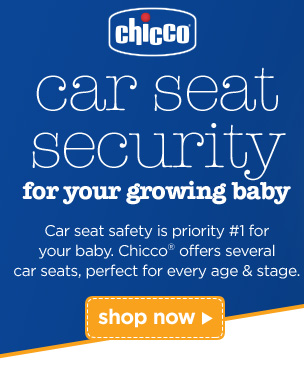 chicco
car seat
security
for your growing baby
Car seat safety is priority #1 for
your baby. Chicco® offers several
car seats, perfect for every age & stage.
shop now